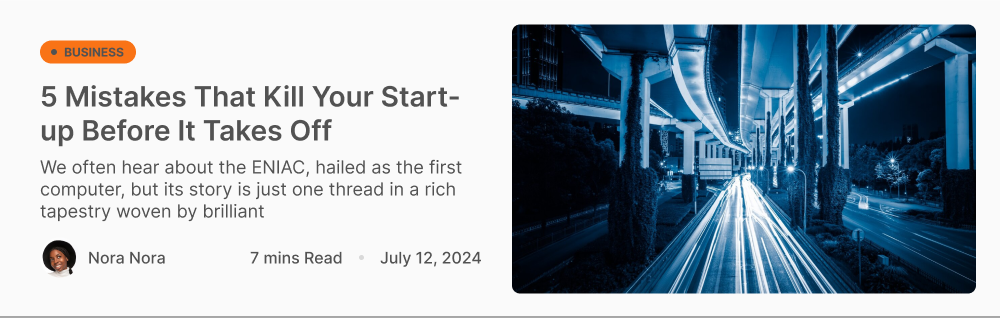 BUSINESS
5 Mistakes That Kill Your Start-
up Before It Takes Off
We often hear about the ENIAC, hailed as the first
computer, but its story is just one thread in a rich
tapestry woven by brilliant
Nora Nora 7 mins Read July 12, 2024